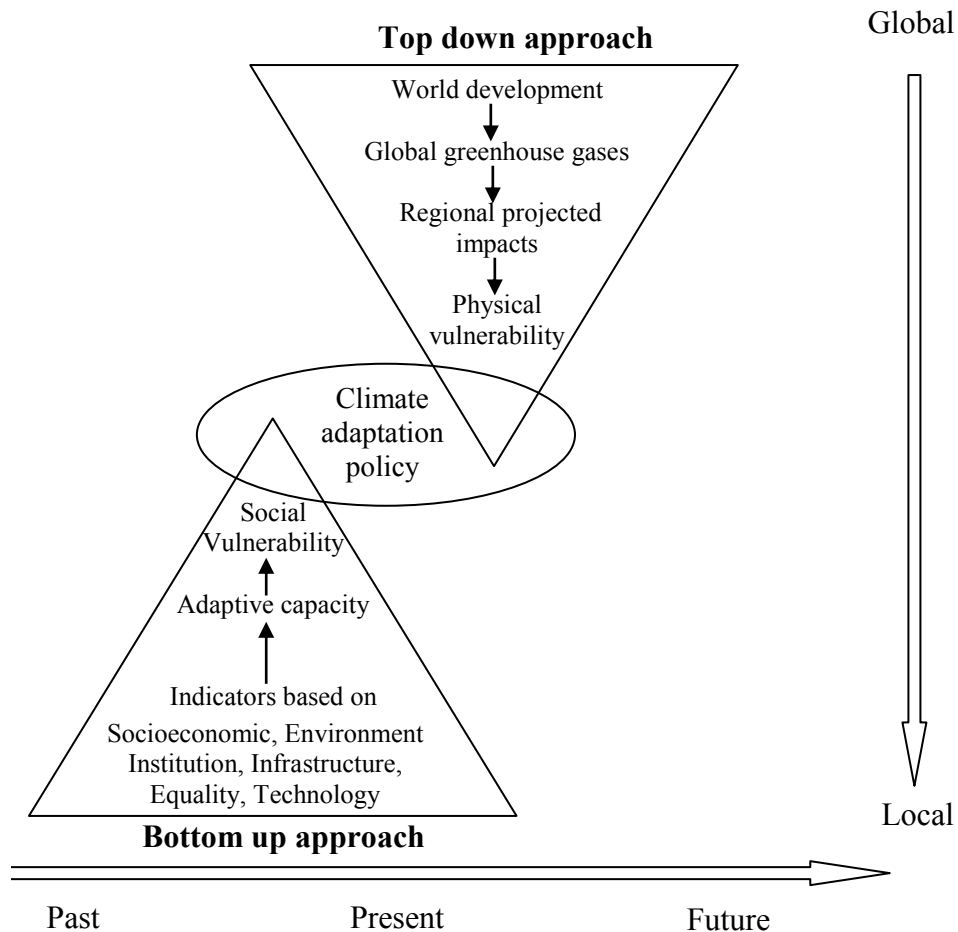 Global
Top down approach
World development
Global greenhouse gases
Regional projected
impacts
Physical
vulnerability
Climate
adaptation
policy
Social
Vulnerability
Adaptive capacity
Indicators based on
Socioeconomic, Environment
Institution, Infrastructure,
Equality, Technology
Local
Bottom up approach
Past
Present
Future